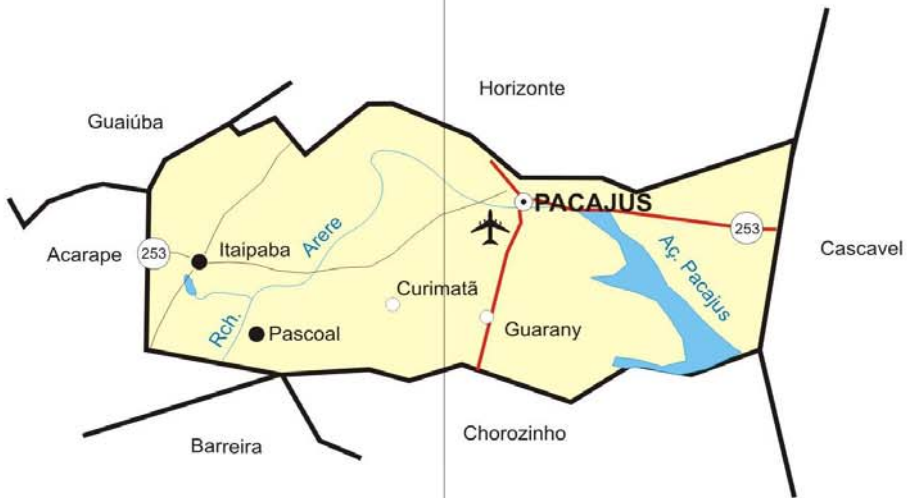 Horizonte
Guaiúba
PACAJUS
253
Itaipaba
Arere
253
Acarape
Aç. Pacajus
Cascavel
Curimatã
Rch.
Pascoal
Guarany
Barreira
Chorozinho